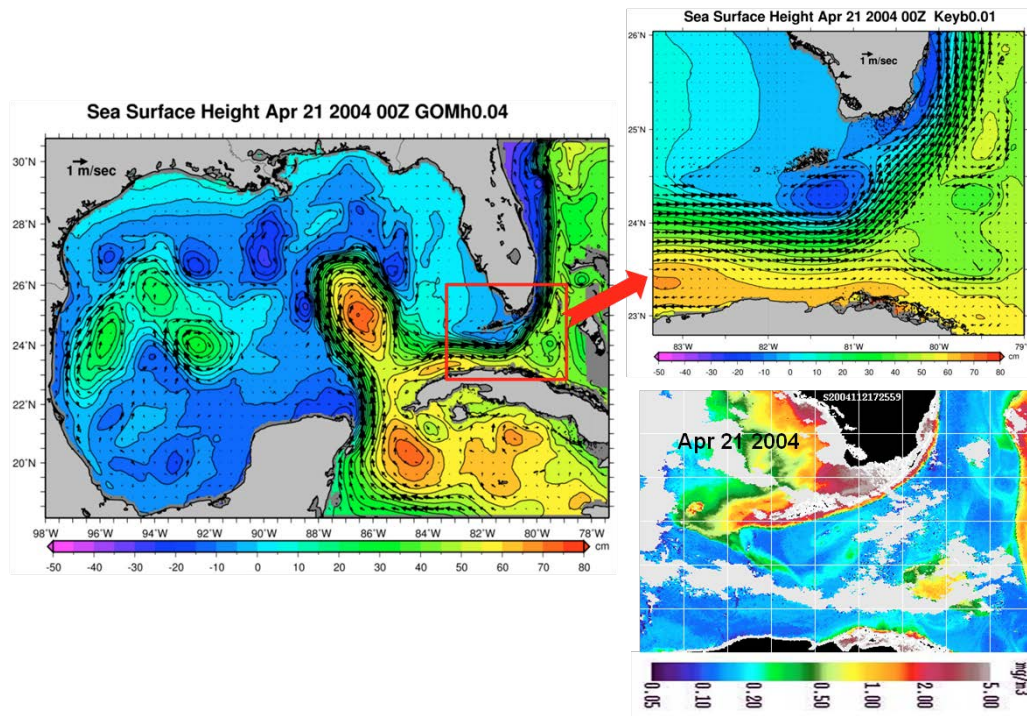 Sea Surface Height Apr 21 2004 00Z GOMh0.04
30°N
28°N
26°N
24°N
22°N
20°N
1 m/sec
98°W 96°W 94°W 92°W 90°W 88°W 86°W 84°W 82°W 80°W 78°W
cm
-50 -40 -30 -20 -10 0 10 20 30 40 50 60 70 80
Sea Surface Height Apr 21 2004 00Z Keyb0.01
26°N
25°N
24°N
23°N
1 m/sec
83°W 82°W 81°W 80°W 79°W
cm
-50 -40 -30 -20 -10 0 10 20 30 40 50 60 70 80
S2004112172559
Apr 21 2004
0.05 0.10 0.20 0.50 1.00 2.00 5.00
mg/m3